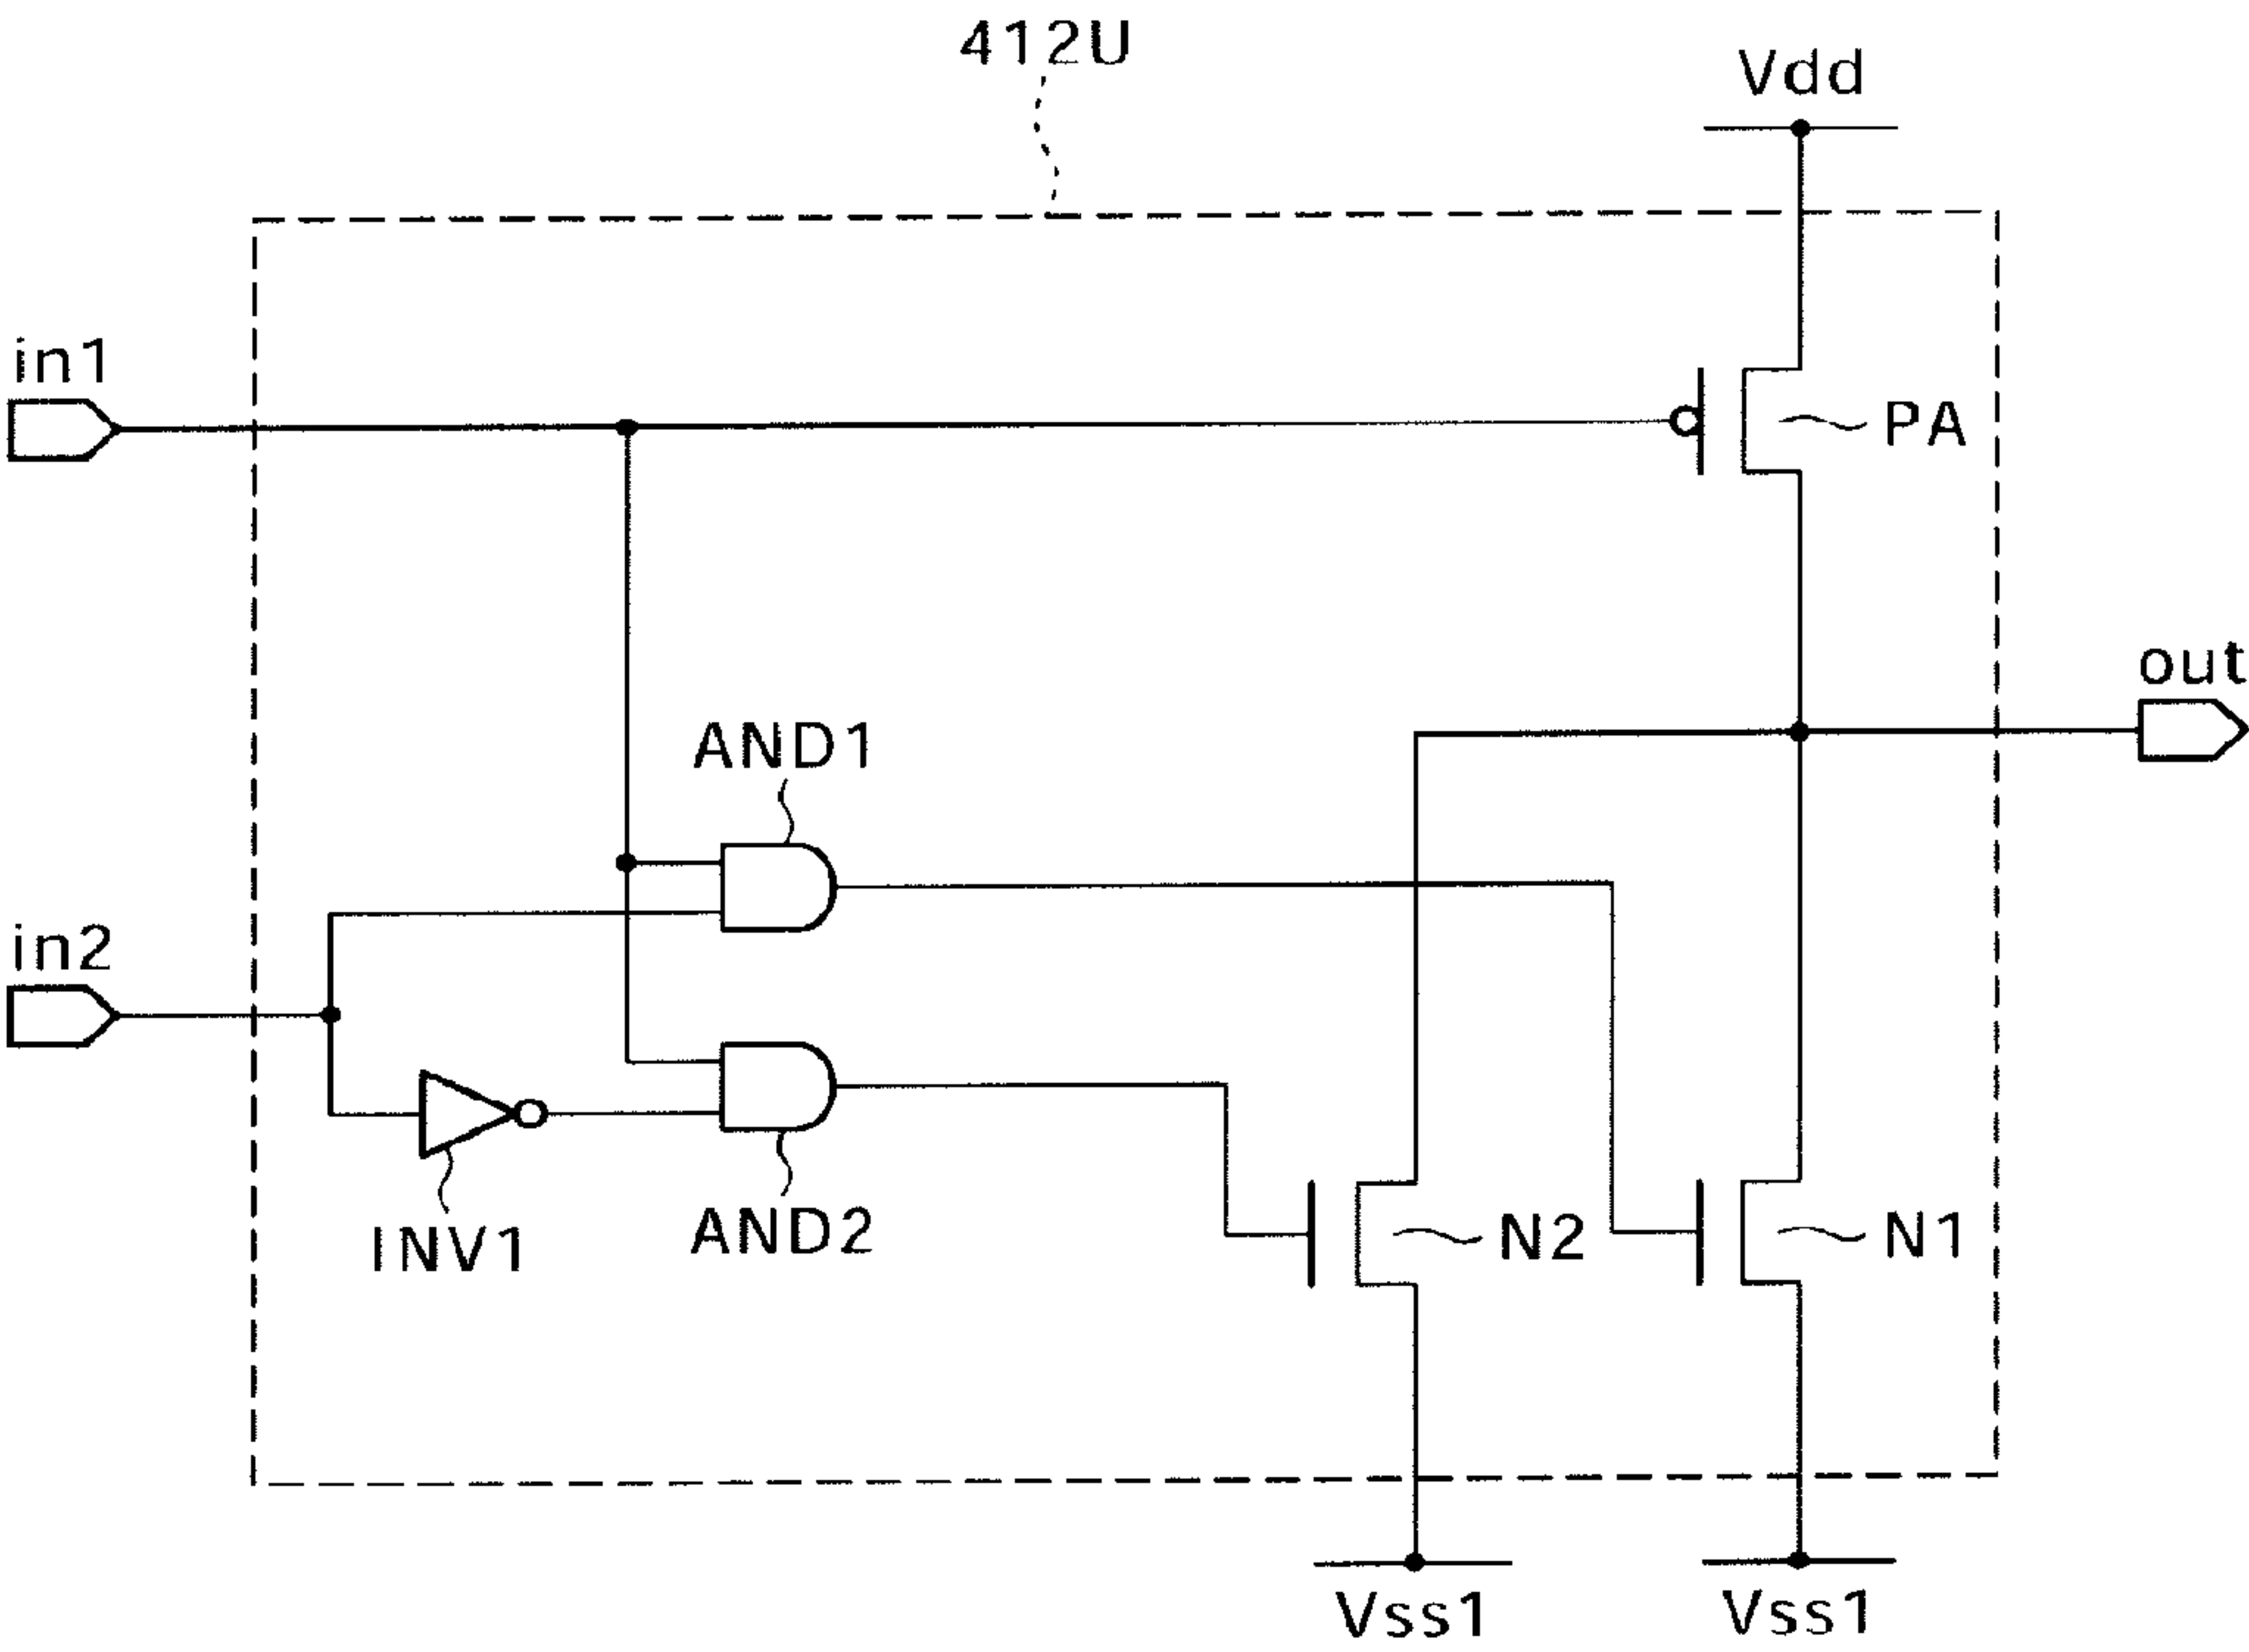 412U
Vdd
in1
PA
out
AND1
in2
INV1
AND2
N2
N1
Vss1
Vss1